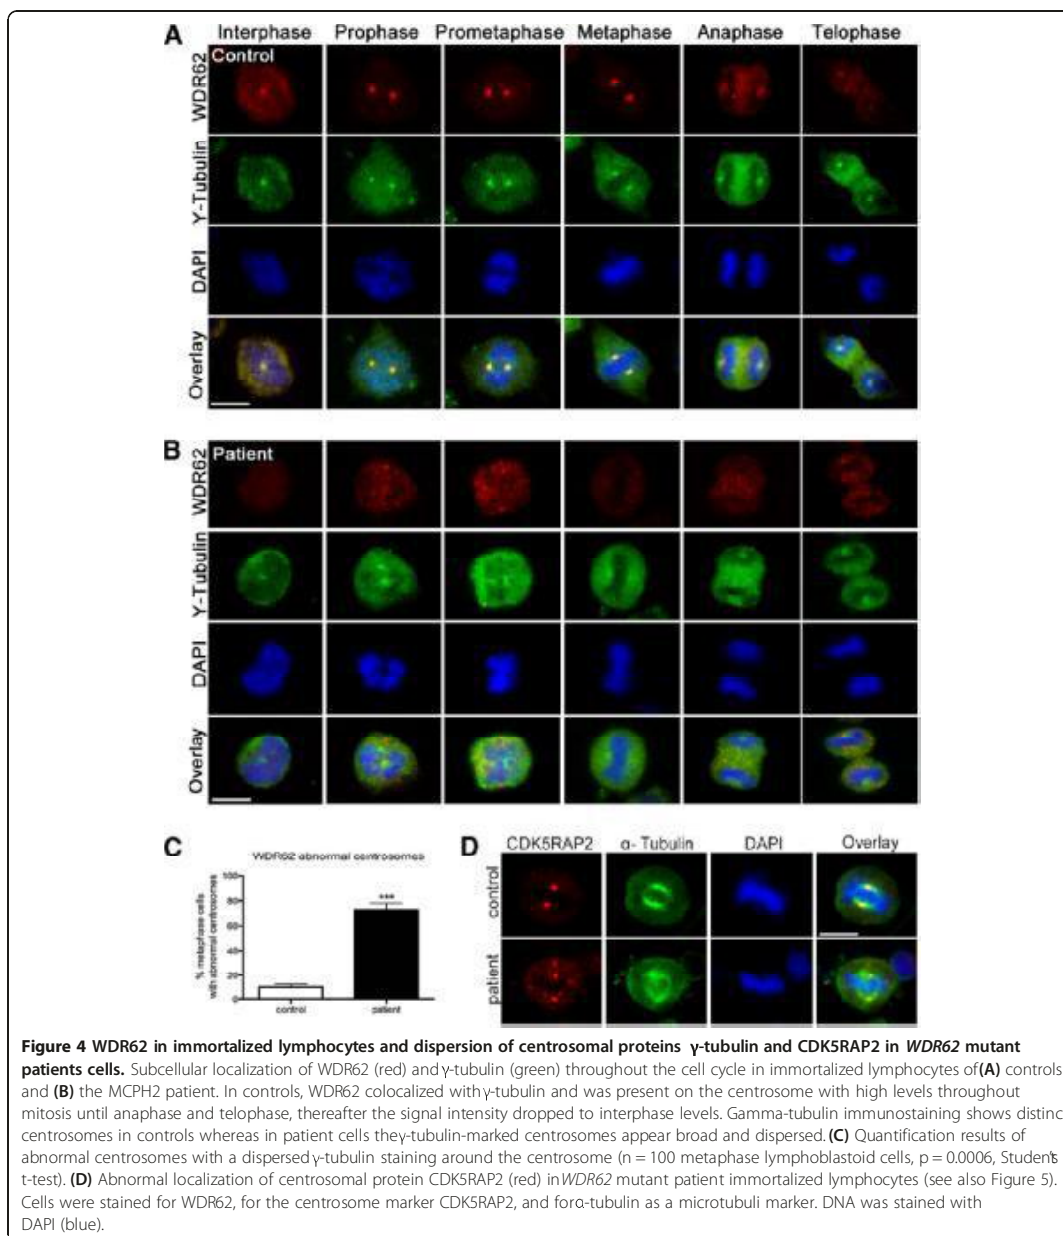 A
Interphase Prophase Prometaphase Metaphase Anaphase Telophase
Control
WDR62
Y-Tubulin
DAPI
Overlay
B
Patient
WDR62
Y-Tubulin
DAPI
Overlay
C
WDR62 abnormal centrosomes
% metaphase cells
with abnormal centrosomes
100
80
60
40
20
0
***
control patient
D
CDK5RAP2 α- Tubulin DAPI Overlay
control
patient
Figure 4 WDR62 in immortalized lymphocytes and dispersion of centrosomal proteins γ-tubulin and CDK5RAP2 in WDR62 mutant
patients cells. Subcellular localization of WDR62 (red) and γ-tubulin (green) throughout the cell cycle in immortalized lymphocytes of (A) controls
and (B) the MCPH2 patient. In controls, WDR62 colocalized with γ-tubulin and was present on the centrosome with high levels throughout
mitosis until anaphase and telophase, thereafter the signal intensity dropped to interphase levels. Gamma-tubulin immunostaining shows distinct
centrosomes in controls whereas in patient cells the γ-tubulin-marked centrosomes appear broad and dispersed. (C) Quantification results of
abnormal centrosomes with a dispersed γ-tubulin staining around the centrosome (n = 100 metaphase lymphoblastoid cells, p = 0.0006, Student's
t-test). (D) Abnormal localization of centrosomal protein CDK5RAP2 (red) in WDR62 mutant patient immortalized lymphocytes (see also Figure 5).
Cells were stained for WDR62, for the centrosome marker CDK5RAP2, and for α-tubulin as a microtubuli marker. DNA was stained with
DAPI (blue).